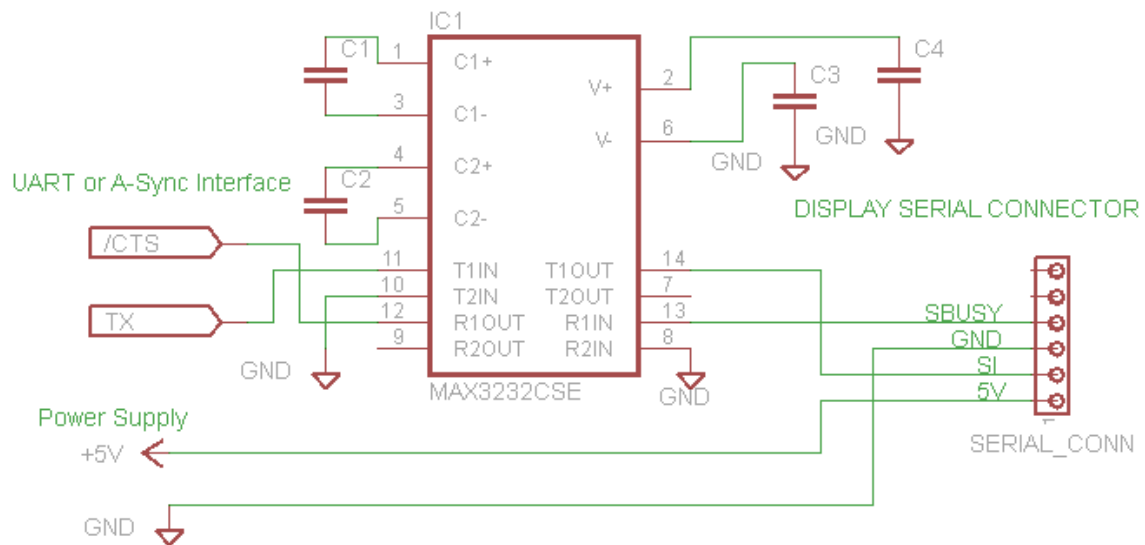 IC1
C1
1
C1+
3
C1-
4
C2+
C2
5
C2-
V+
2
V-
6
C3
C4
GND
GND
UART or A-Sync Interface
/CTS
TX
11
T1IN
10
T2IN
12
R1OUT
9
R2OUT
T1OUT
14
T2OUT
7
R1IN
13
R2IN
8
GND
MAX3232CSE
GND
DISPLAY SERIAL CONNECTOR
SBUSY
GND
SI
5V
1
SERIAL_CONN
Power Supply
+5V
GND